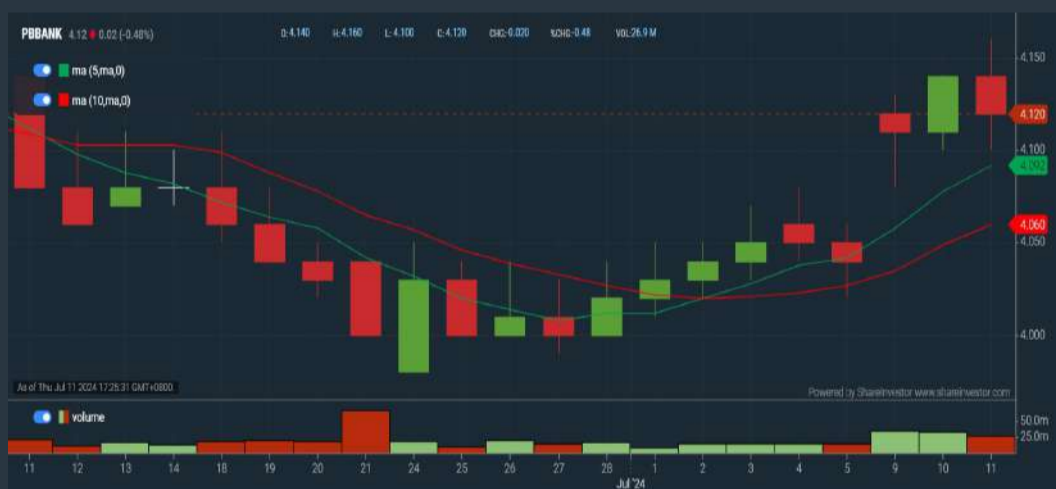 PBBANK 4.12 0.02 (-0.48%) O: 4.140 H: 4.160 L: 4.100 C: 4.120 CHG:-0.020 %CHG:-0.48 VOL:26.9 M
ma (5,ma,0)
ma (10,ma,0)
4.150
4.120
4.100
4.092
4.060
4.050
4.000
As of Thu Jul 11 2024 17:25:31 GMT+0800
Powered by ShareInvestor www.shareinvestor.com
volume
50.0m
25.0m
11 12 13 14 18 19 20 21 24 25 26 27 28 1 2 3 4 5 9 10 11
Jul '24